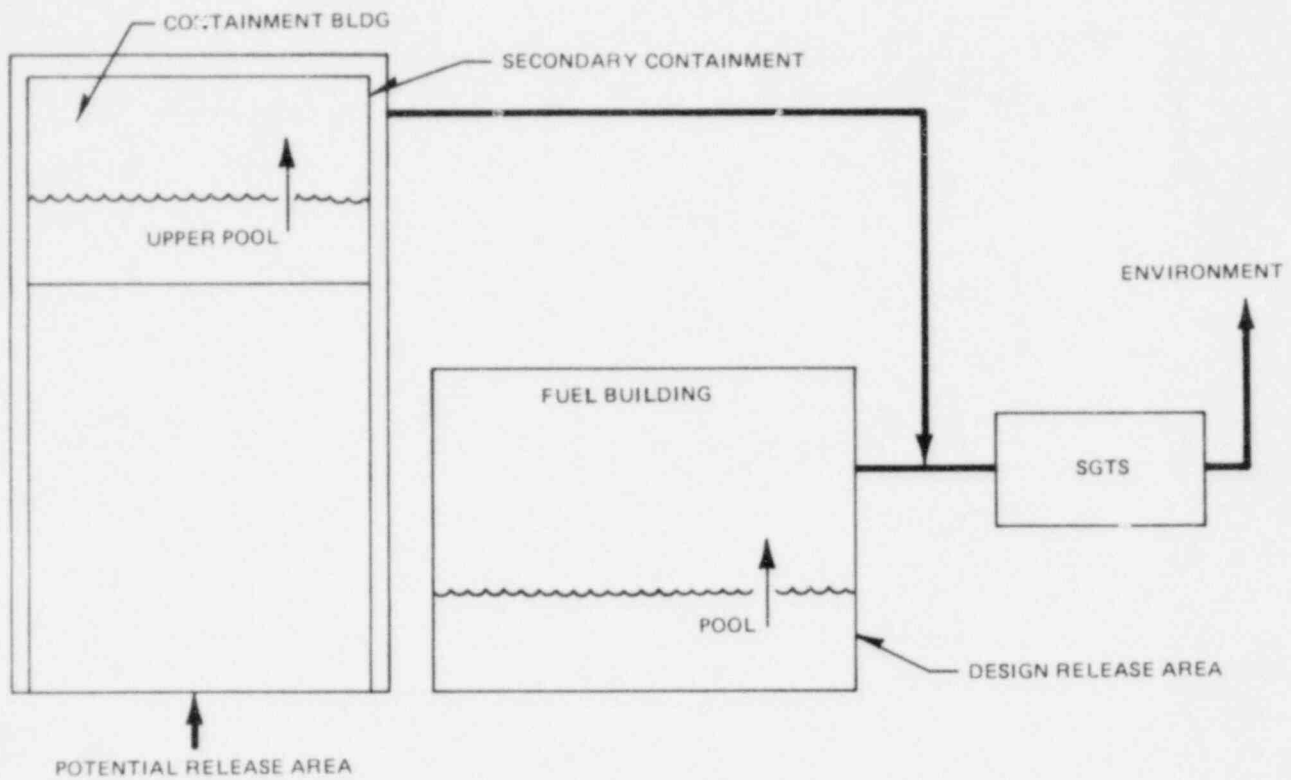 CONTAINMENT BLDG
SECONDARY CONTAINMENT
UPPER POOL
ENVIRONMENT
FUEL BUILDING
SGTS
POOL
DESIGN RELEASE AREA
POTENTIAL RELEASE AREA